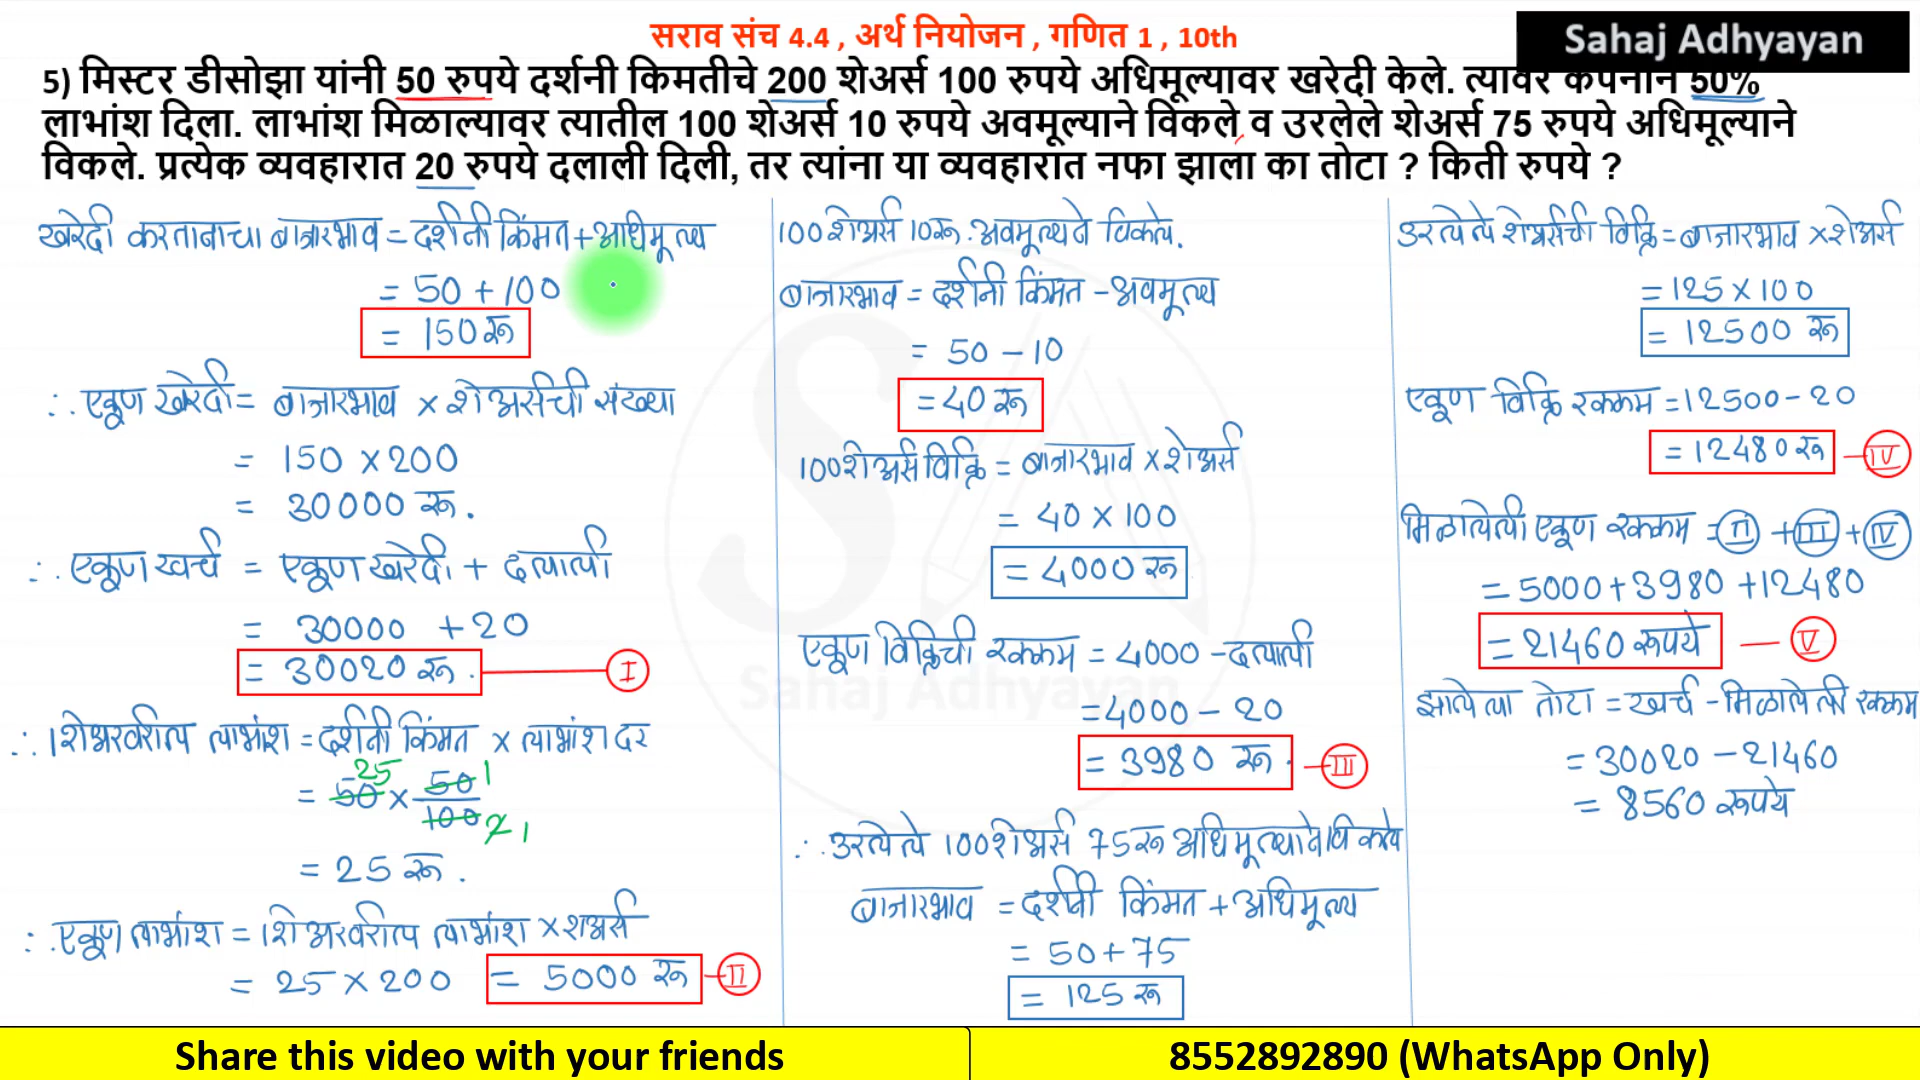 सराव संच 4.4 , अर्थ नियोजन , गणित 1 , 10th
Sahaj Adhyayan
5) मिस्टर डीसोझा यांनी 50 रुपये दर्शनी किमतीचे 200 शेअर्स 100 रुपये अधिमूल्यावर खरेदी केले. त्यावर कंपनीने 50%
लाभांश दिला. लाभांश मिळाल्यावर त्यातील 100 शेअर्स 10 रुपये अवमूल्याने विकले व उरलेले शेअर्स 75 रुपये अधिमूल्याने
विकले. प्रत्येक व्यवहारात 20 रुपये दलाली दिली, तर त्यांना या व्यवहारात नफा झाला का तोटा ? किती रुपये ?
खरेदी करतानाचा बाजारभाव = दर्शनी किंमत + अधिमूल्य
= 50 + 100
= 150 रू
∴ एकूण खरेदी = बाजारभाव × शेअर्सची संख्या
= 150 × 200
= 30000 रू.
∴ एकूण खर्च = एकूण खरेदी + दलाली
= 30000 + 20
= 30020 रू. I
∴ 1 शेअरवरील लाभांश = दर्शनी किंमत × लाभांश दर
= 50 × 50/100
25 1 2 1
= 25 रू.
∴ एकूण लाभांश = 1 शेअरवरील लाभांश × शेअर्स
= 25 × 200 = 5000 रू II
100 शेअर्स 10 रू. अवमूल्याने विकले.
बाजारभाव = दर्शनी किंमत - अवमूल्य
= 50 - 10
= 40 रू
100 शेअर्स विक्रि = बाजारभाव × शेअर्स
= 40 × 100
= 4000 रू
एकूण विक्रिची रक्कम = 4000 - दलाली
= 4000 - 20
= 3980 रू. III
∴ उरलेले 100 शेअर्स 75 रू अधिमूल्याने विकले
बाजारभाव = दर्शनी किंमत + अधिमूल्य
= 50 + 75
= 125 रू
उरलेले शेअर्सची विक्रि = बाजारभाव × शेअर्स
= 125 × 100
= 12500 रू
एकूण विक्रि रक्कम = 12500 - 20
= 12480 रू IV
मिळालेली एकूण रक्कम = II + III + IV
= 5000 + 3980 + 12480
= 21460 रूपये V
झालेला तोटा = खर्च - मिळालेली रक्कम
= 30020 - 21460
= 8560 रूपये
Sahaj Adhyayan
Share this video with your friends
8552892890 (WhatsApp Only)